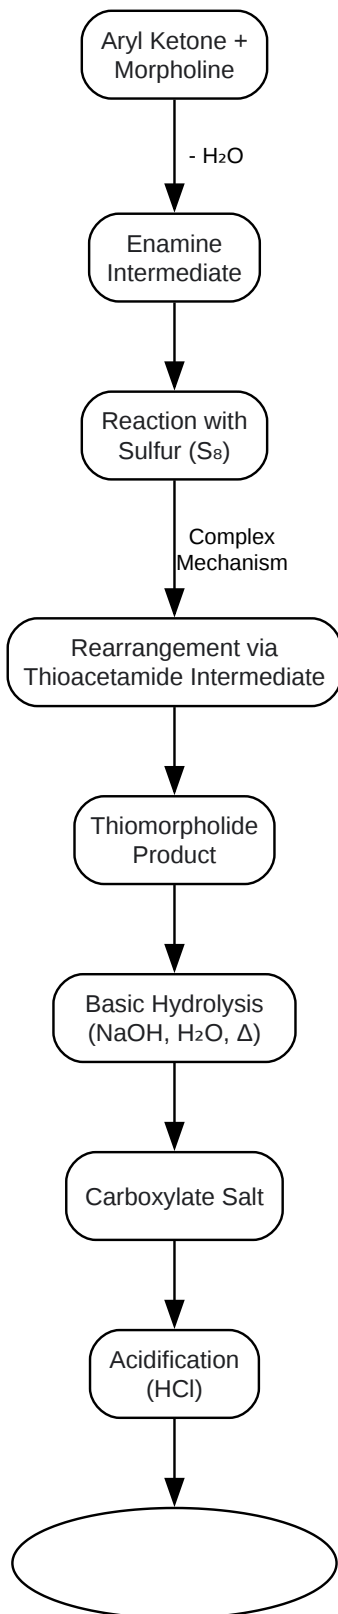 Aryl Ketone +
Morpholine
- H₂O
Enamine
Intermediate
Reaction with
Sulfur (S₈)
Complex
Mechanism
Rearrangement via
Thioacetamide Intermediate
Thiomorpholide
Product
Basic Hydrolysis
(NaOH, H₂O, Δ)
Carboxylate Salt
Acidification
(HCl)